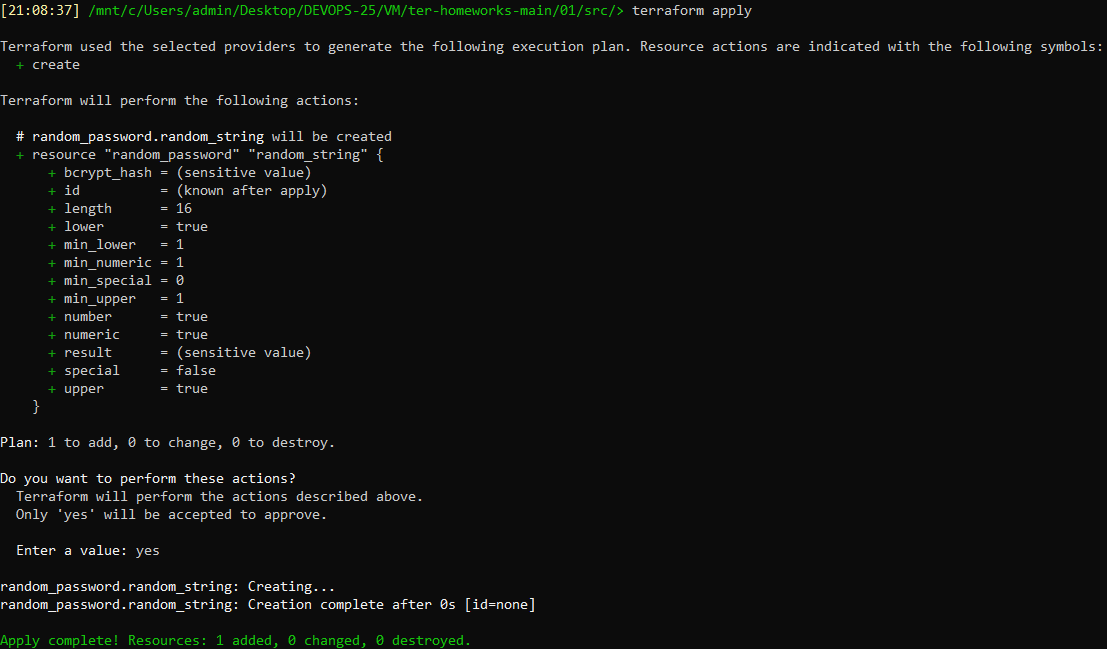 [21:08:37] /mnt/c/Users/admin/Desktop/DEVOPS-25/VM/ter-homeworks-main/01/src/> terraform apply
Terraform used the selected providers to generate the following execution plan. Resource actions are indicated with the following symbols:
+ create
Terraform will perform the following actions:
# random_password.random_string will be created
+ resource "random_password" "random_string" {
+ bcrypt_hash = (sensitive value)
+ id          = (known after apply)
+ length      = 16
+ lower       = true
+ min_lower   = 1
+ min_numeric = 1
+ min_special = 0
+ min_upper   = 1
+ number      = true
+ numeric     = true
+ result      = (sensitive value)
+ special     = false
+ upper       = true
}
Plan: 1 to add, 0 to change, 0 to destroy.
Do you want to perform these actions?
Terraform will perform the actions described above.
Only 'yes' will be accepted to approve.
Enter a value: yes
random_password.random_string: Creating...
random_password.random_string: Creation complete after 0s [id=none]
Apply complete! Resources: 1 added, 0 changed, 0 destroyed.